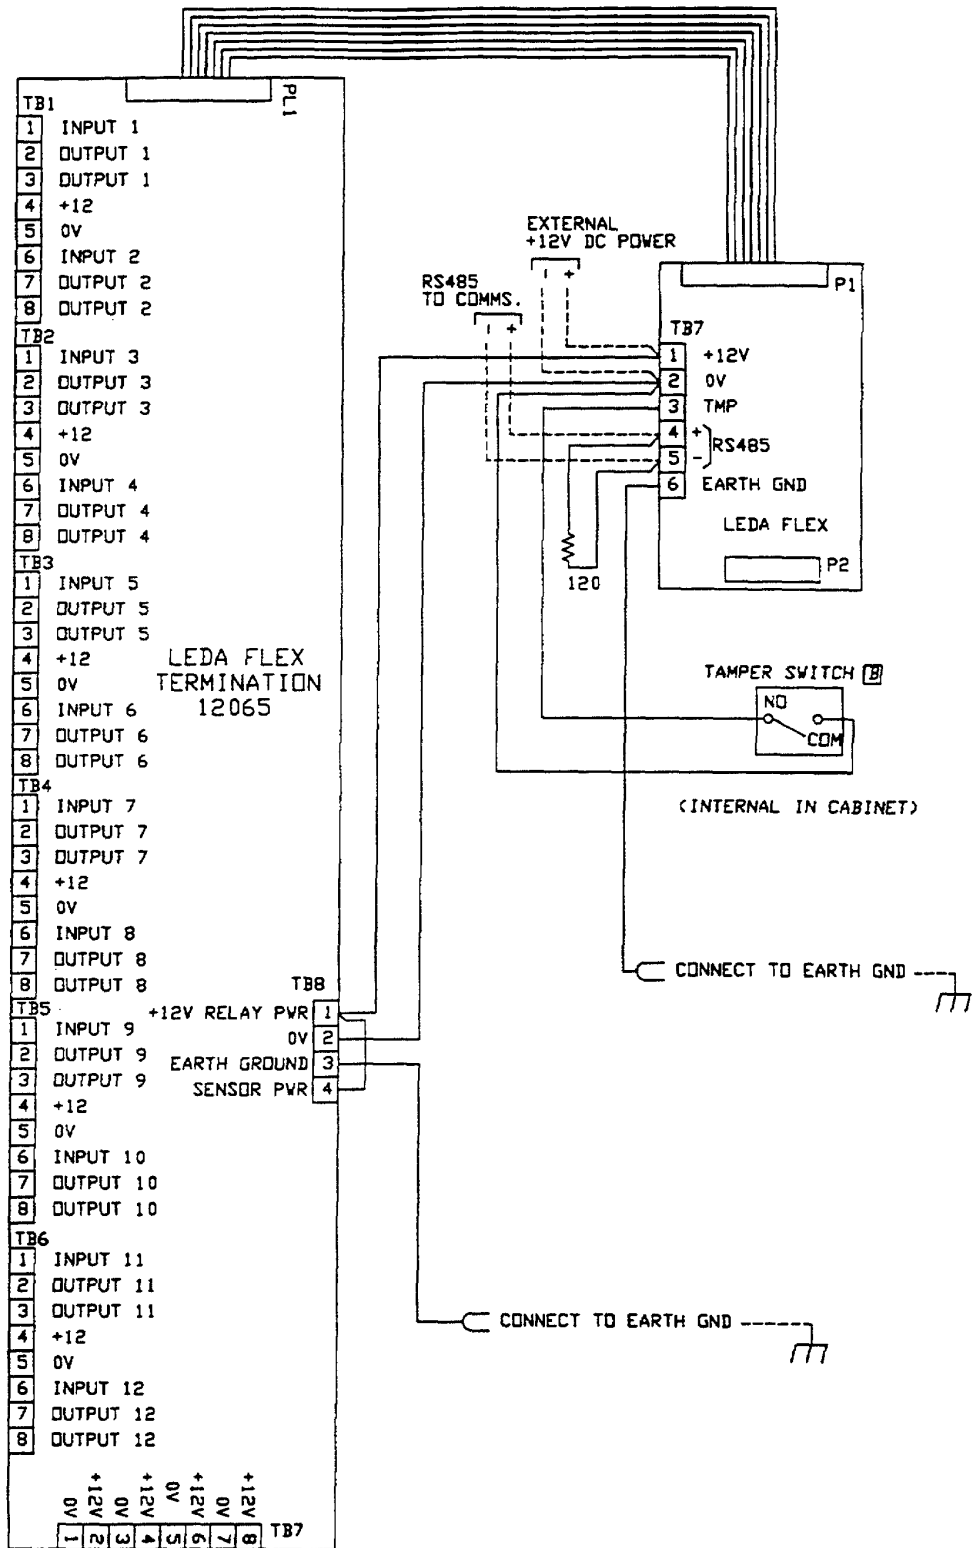 PL1
TB1
1 INPUT 1
2 OUTPUT 1
3 OUTPUT 1
4 +12
5 0V
6 INPUT 2
7 OUTPUT 2
8 OUTPUT 2
TB2
1 INPUT 3
2 OUTPUT 3
3 OUTPUT 3
4 +12
5 0V
6 INPUT 4
7 OUTPUT 4
8 OUTPUT 4
TB3
1 INPUT 5
2 OUTPUT 5
3 OUTPUT 5
4 +12
5 0V
6 INPUT 6
7 OUTPUT 6
8 OUTPUT 6
TB4
1 INPUT 7
2 OUTPUT 7
3 OUTPUT 7
4 +12
5 0V
6 INPUT 8
7 OUTPUT 8
8 OUTPUT 8
TB5
1 INPUT 9
2 OUTPUT 9
3 OUTPUT 9
4 +12
5 0V
6 INPUT 10
7 OUTPUT 10
8 OUTPUT 10
TB6
1 INPUT 11
2 OUTPUT 11
3 OUTPUT 11
4 +12
5 0V
6 INPUT 12
7 OUTPUT 12
8 OUTPUT 12
LEDA FLEX
TERMINATION
12065
TB8
+12V RELAY PWR 1
0V 2
EARTH GROUND 3
SENSOR PWR 4
0V +12V 0V +12V 0V +12V 0V +12V
1 2 3 4 5 6 7 8 TB7
EXTERNAL
+12V DC POWER
- +
RS485
TO COMMS.
- +
P1
TB7
1 +12V
2 0V
3 TMP
4 +
5 -
RS485
6 EARTH GND
LEDA FLEX
P2
120
TAMPER SWITCH B
NO
COM
(INTERNAL IN CABINET)
CONNECT TO EARTH GND
CONNECT TO EARTH GND